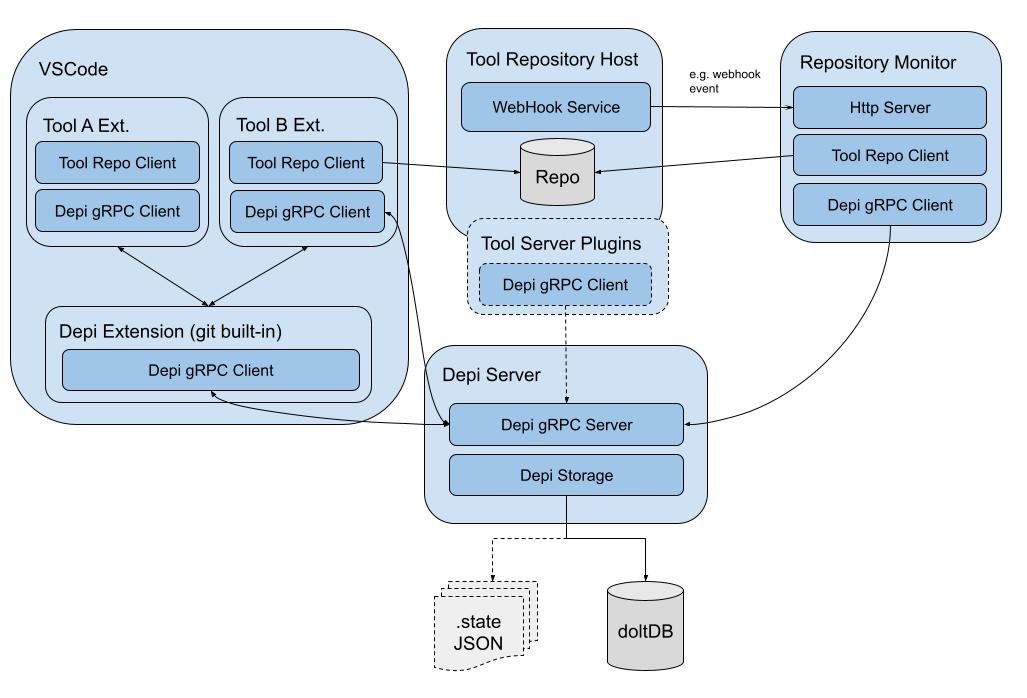 VSCode
Tool A Ext.
Tool Repo Client
Depi gRPC Client
Tool B Ext.
Tool Repo Client
Depi gRPC Client
Depi Extension (git built-in)
Depi gRPC Client
Tool Repository Host
WebHook Service
Repo
Tool Server Plugins
Depi gRPC Client
e.g. webhook
event
Repository Monitor
Http Server
Tool Repo Client
Depi gRPC Client
Depi Server
Depi gRPC Server
Depi Storage
.state
JSON
doltDB